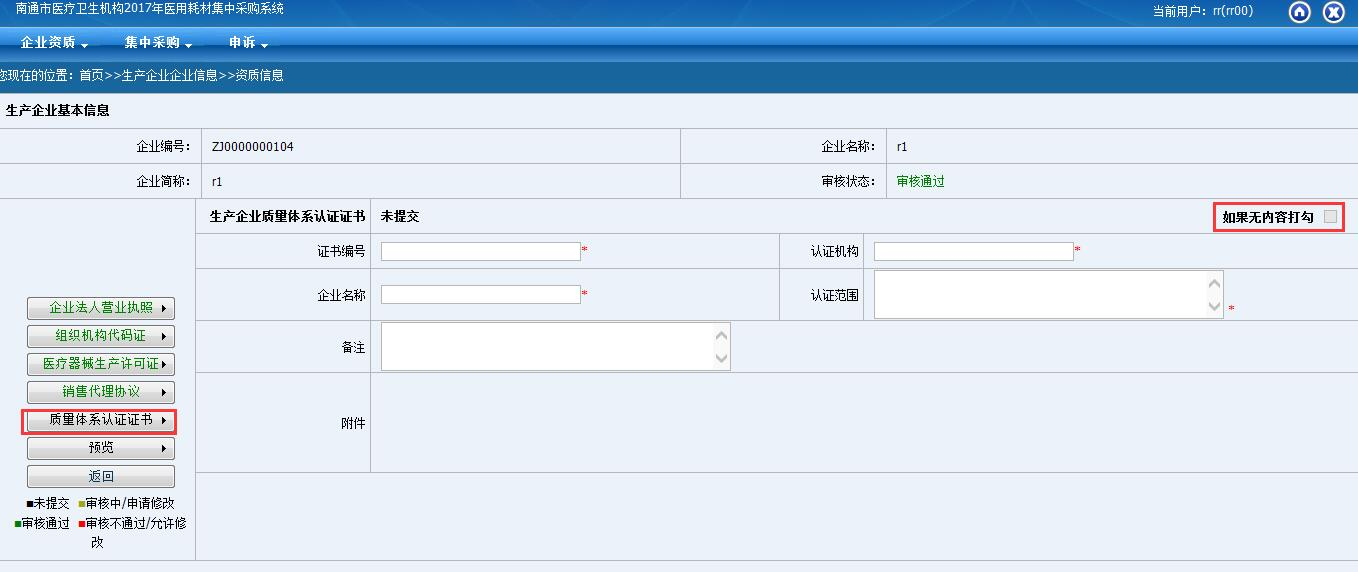 南通市医疗卫生机构2017年医用耗材集中采购系统
当前用户：rr(rr00)
企业资质 集中采购 申诉
您现在的位置：首页>>生产企业企业信息>>资质信息
生产企业基本信息
企业编号： ZJ0000000104 企业名称： r1
企业简称： r1 审核状态： 审核通过
生产企业质量体系认证证书 未提交 如果无内容打勾
证书编号 * 认证机构 *
企业名称 * 认证范围 *
备注
附件
企业法人营业执照
组织机构代码证
医疗器械生产许可证
销售代理协议
质量体系认证证书
预览
返回
■未提交 ■审核中/申请修改
■审核通过 ■审核不通过/允许修
改